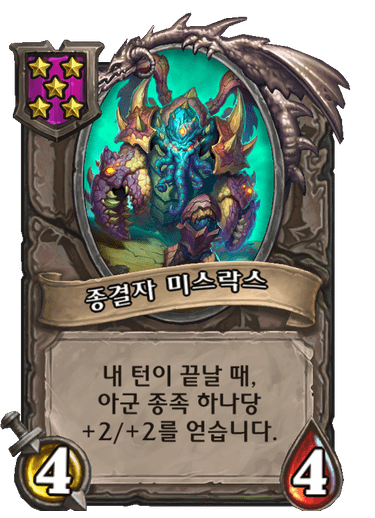 종결자 미스락스
내 턴이 끝날 때,
아군 종족 하나당
+2/+2를 얻습니다.
4
4